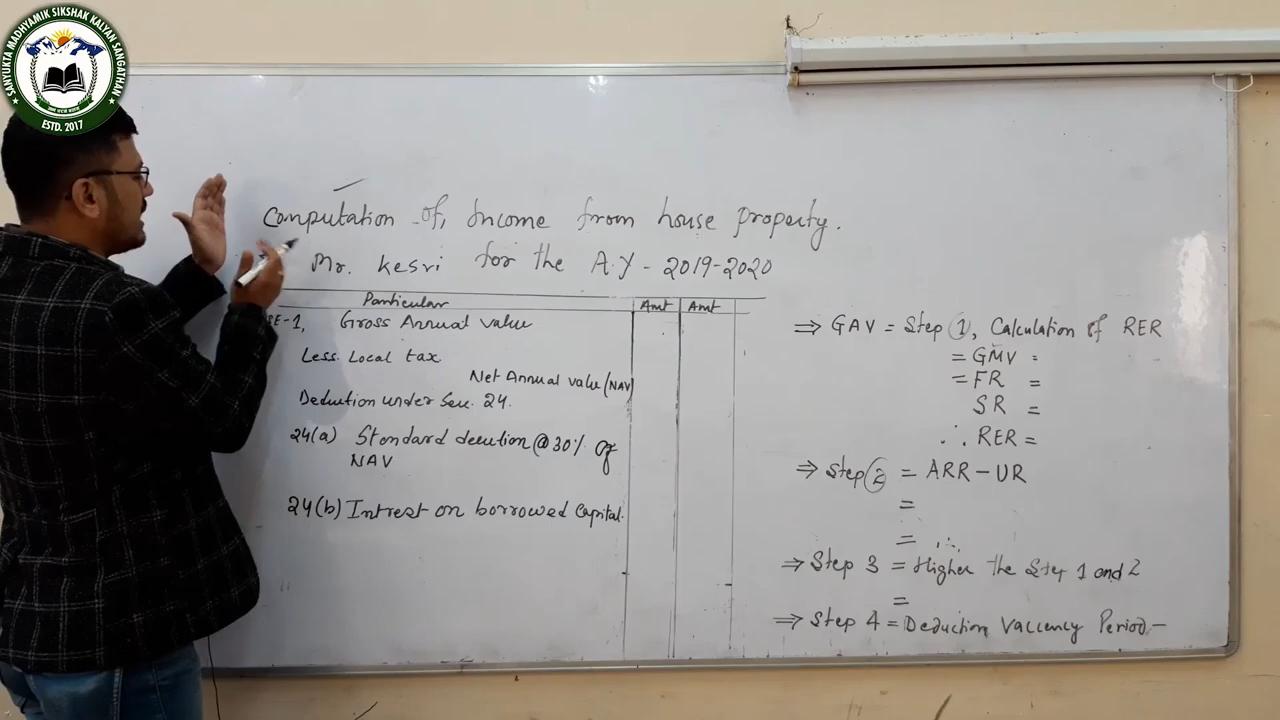 SANYUKTA MADHYAMIK SIKSHAK KALYAN SANGATHAN
ESTD. 2017
Computation of, Income from house property.
Mr. Kesri for the A.Y - 2019-2020
Particular Amt Amt
SE-1, Gross Annual value
Less. Local tax
Net Annual value (NAV)
Deduction under Sec. 24.
24(a) Standard decution @ 30% of
NAV
24(b) Intrest on borrowed Capital.
⇒ GAV = Step 1, Calculation of RER
= GMV =
= FR =
SR =
∴ RER =
⇒ Step 2 = ARR - UR
=
= ∴
⇒ Step 3 = Higher the Step 1 and 2
=
⇒ Step 4 = Deduction Vaccency Period -